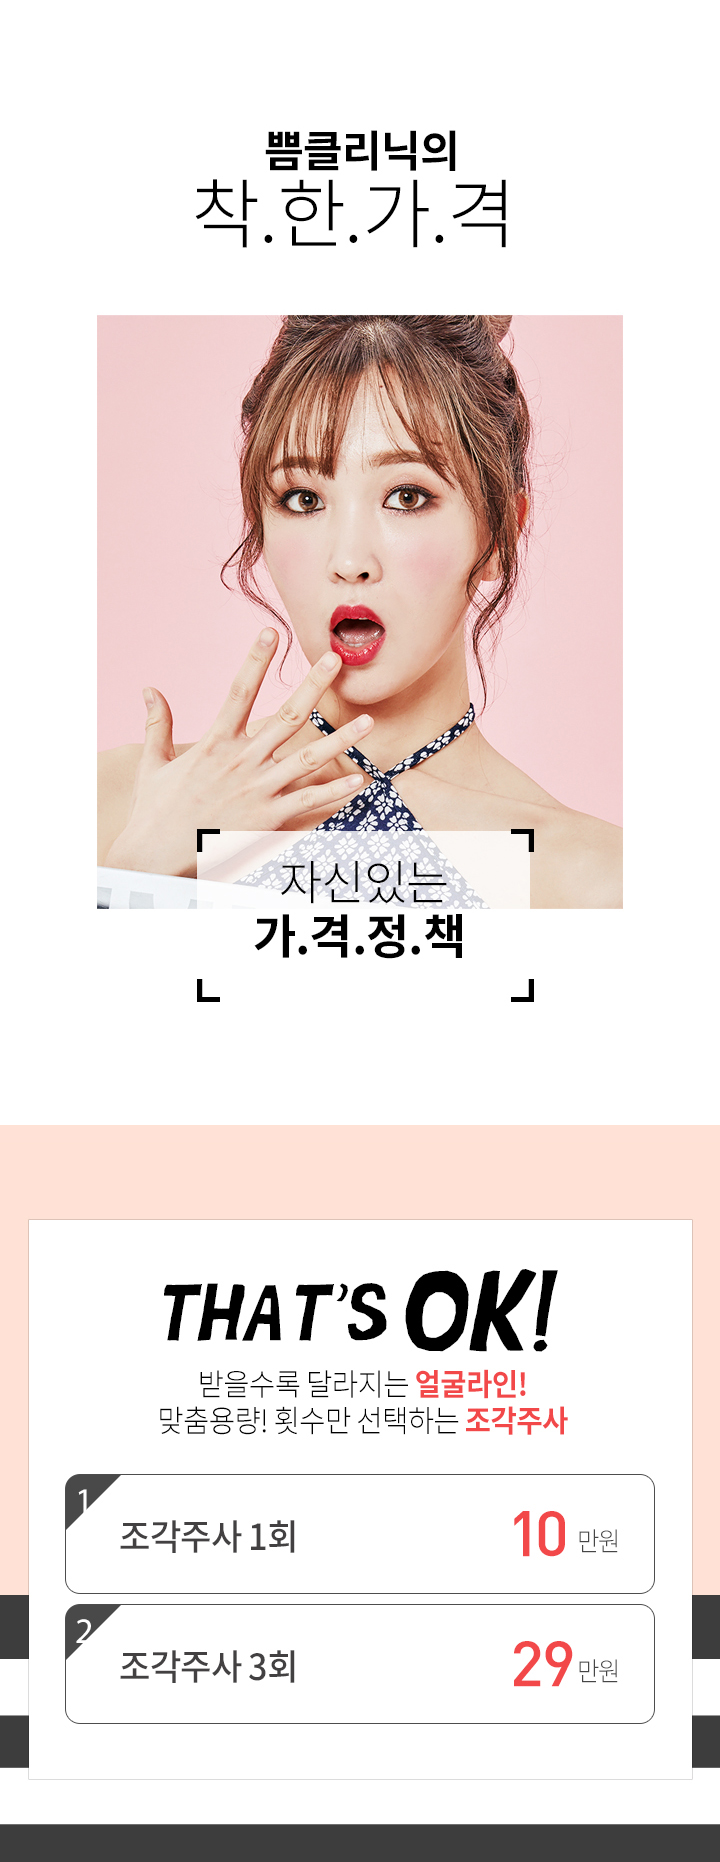 쁨클리닉의
착.한.가.격
자신있는
가.격.정.책
THAT'S OK!
받을수록 달라지는 얼굴라인!
맞춤용량! 횟수만 선택하는 조각주사
1
조각주사 1회 10 만원
2
조각주사 3회 29 만원